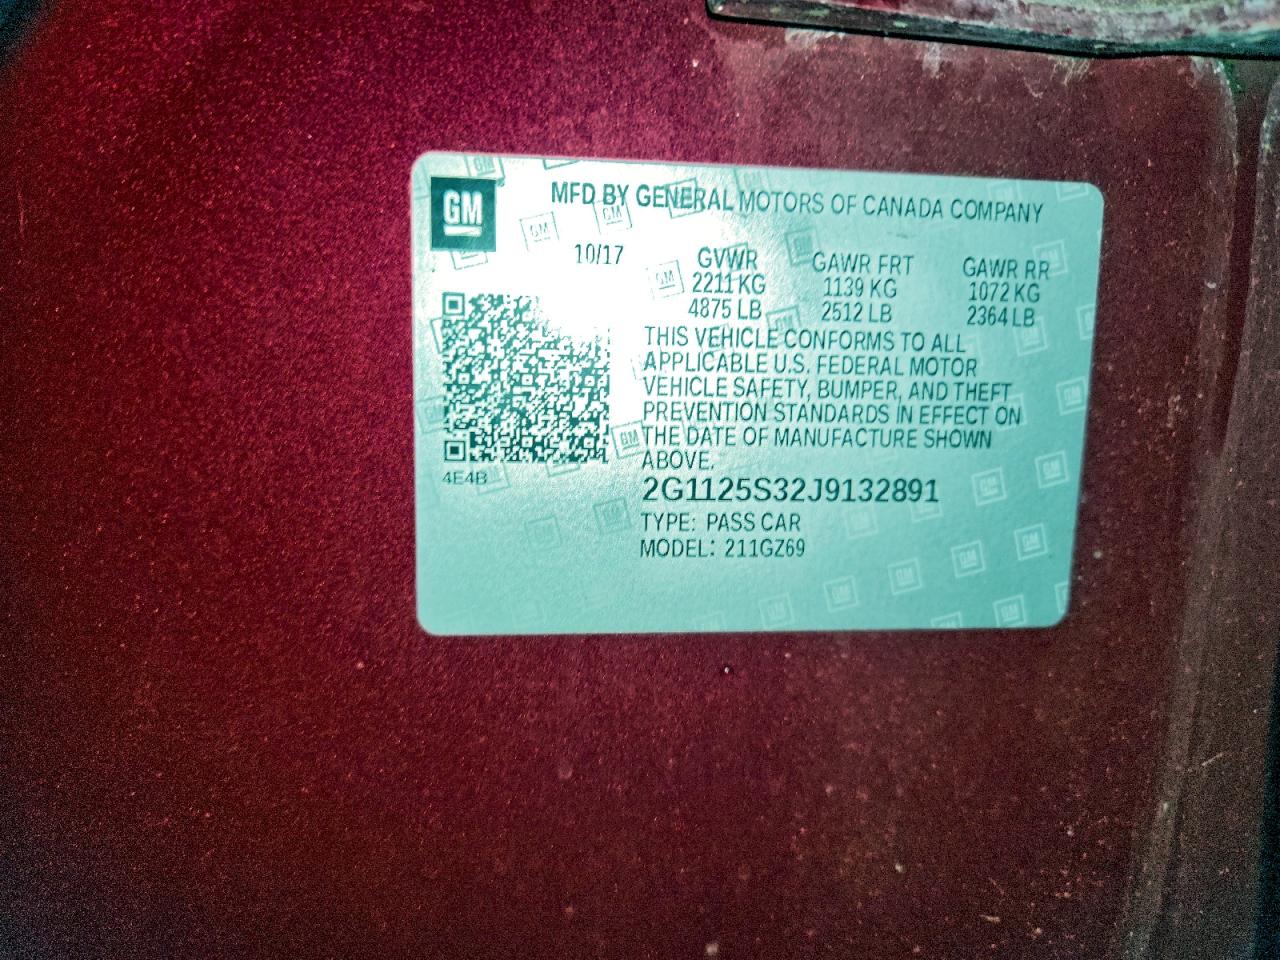 GM
MFD BY GENERAL MOTORS OF CANADA COMPANY
10/17
GVWR GAWR FRT GAWR RR
2211 KG 1139 KG 1072 KG
4875 LB 2512 LB 2364 LB
THIS VEHICLE CONFORMS TO ALL
APPLICABLE U.S. FEDERAL MOTOR
VEHICLE SAFETY, BUMPER, AND THEFT
PREVENTION STANDARDS IN EFFECT ON
THE DATE OF MANUFACTURE SHOWN
ABOVE.
4E4B
2G1125S32J9132891
TYPE: PASS CAR
MODEL: 211GZ69